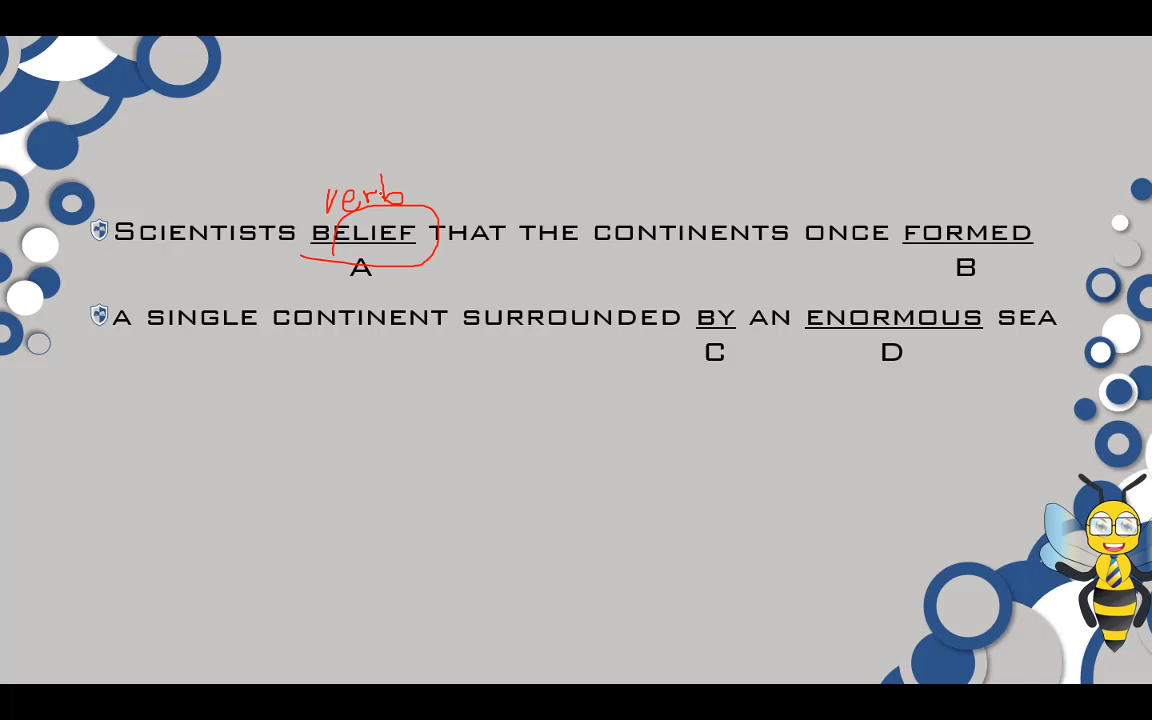 verb
Scientists belief that the continents once formed
A B
a single continent surrounded by an enormous sea
C D